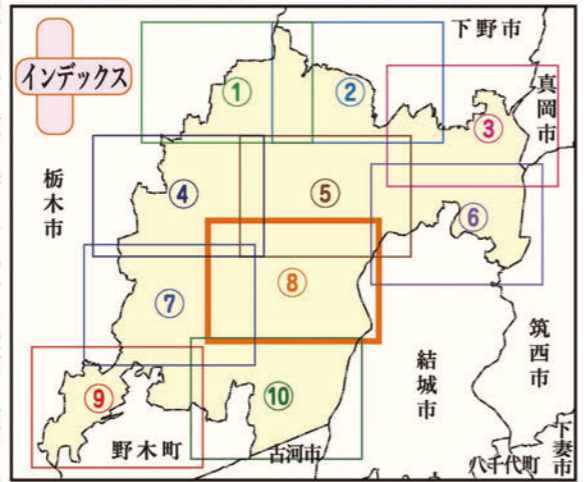 インデックス
下野市
真岡市
栃木市
①
②
③
④
⑤
⑥
⑦
⑧
⑨
⑩
筑西市
結城市
野木町
古河市
八千代町
下妻市